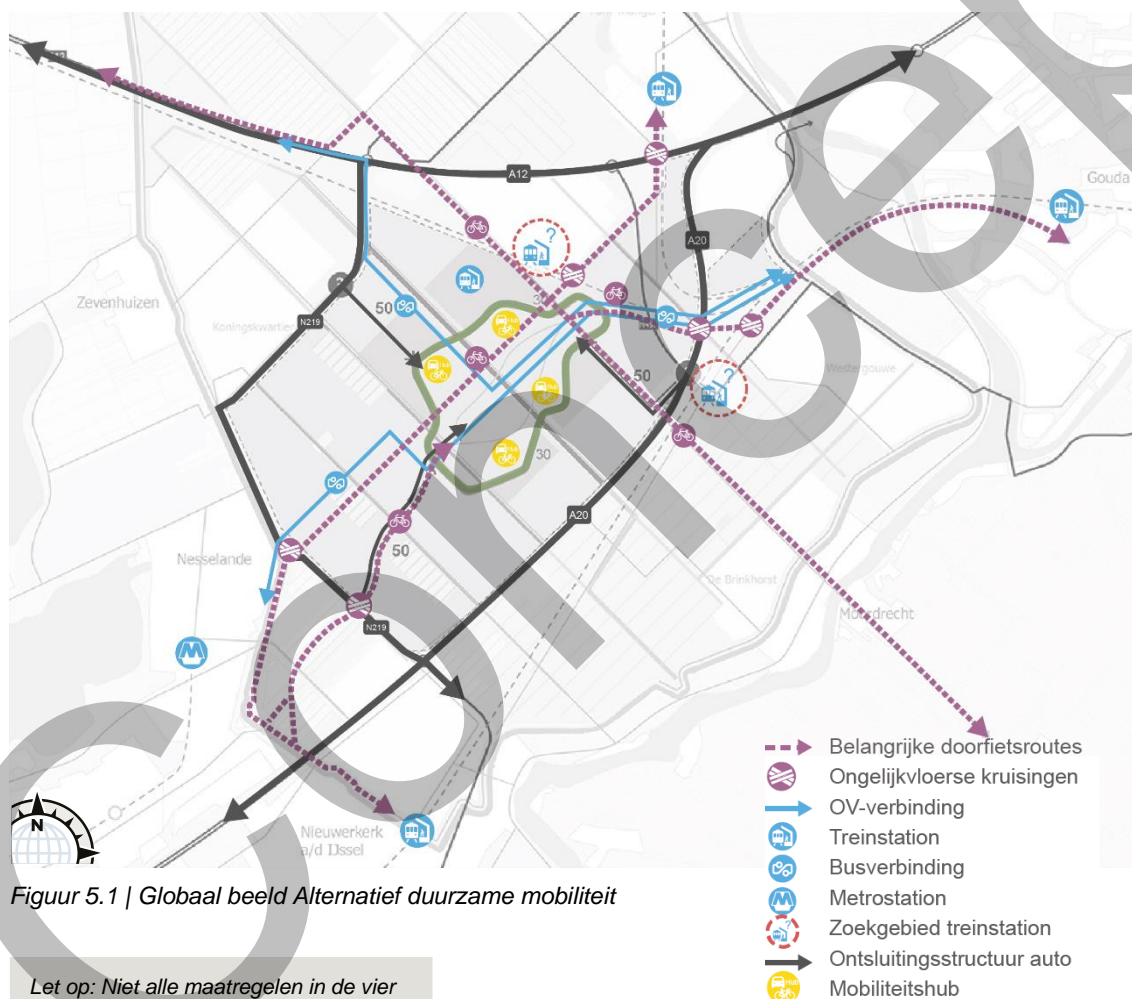 A12
A20
Gouda
Zevenhuizen
Koningskwartier
N219
50
?
30
Westergouwe
50
?
30
A20
50
Nesselande
De Brinkhorst
Moordrecht
N219
Nieuwerkerk
a/d IJssel
N
Belangrijke doorfietsroutes
Ongelijkvloerse kruisingen
OV-verbinding
Treinstation
Busverbinding
Metrostation
Zoekgebied treinstation
Ontsluitingsstructuur auto
Mobiliteitshub
Figuur 5.1 | Globaal beeld Alternatief duurzame mobiliteit
Let op: Niet alle maatregelen in de vier